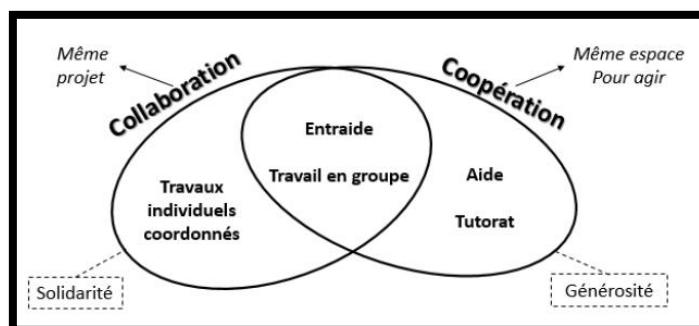 Même
projet
Collaboration
Coopération
Même espace
Pour agir
Entraide
Travail en groupe
Travaux
individuels
coordonnés
Aide
Tutorat
Solidarité
Générosité